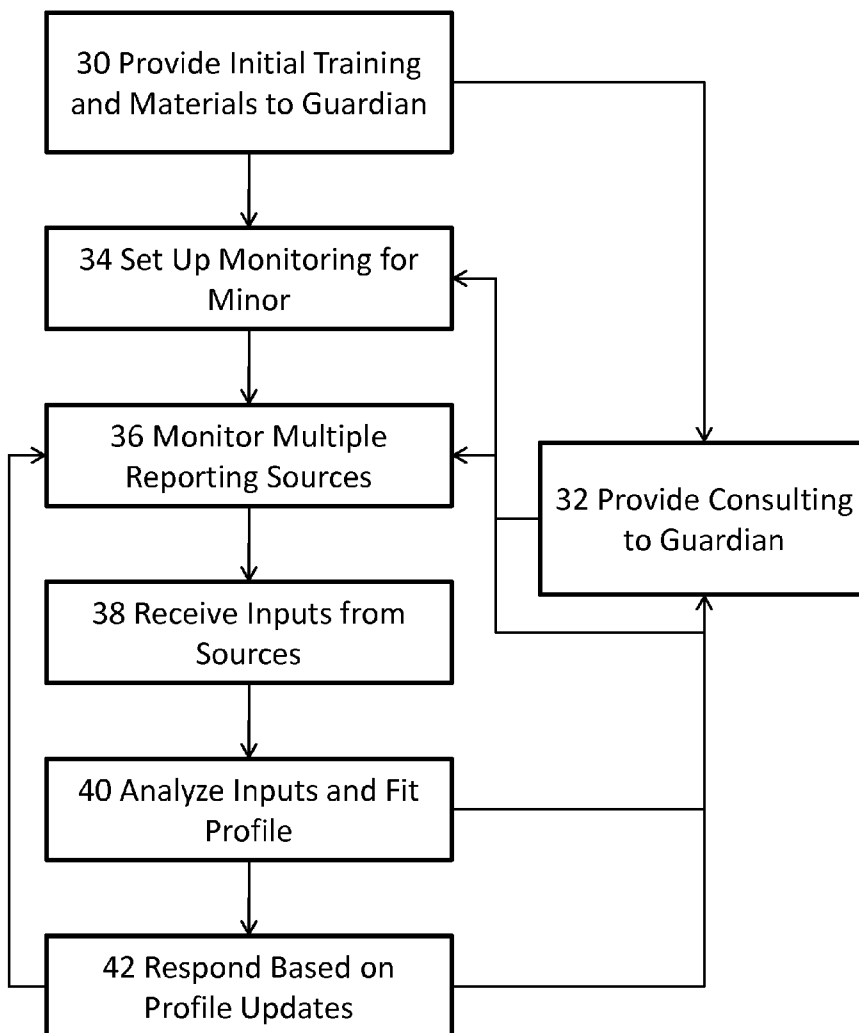 30 Provide Initial Training
and Materials to Guardian
34 Set Up Monitoring for
Minor
36 Monitor Multiple
Reporting Sources
32 Provide Consulting
to Guardian
38 Receive Inputs from
Sources
40 Analyze Inputs and Fit
Profile
42 Respond Based on
Profile Updates